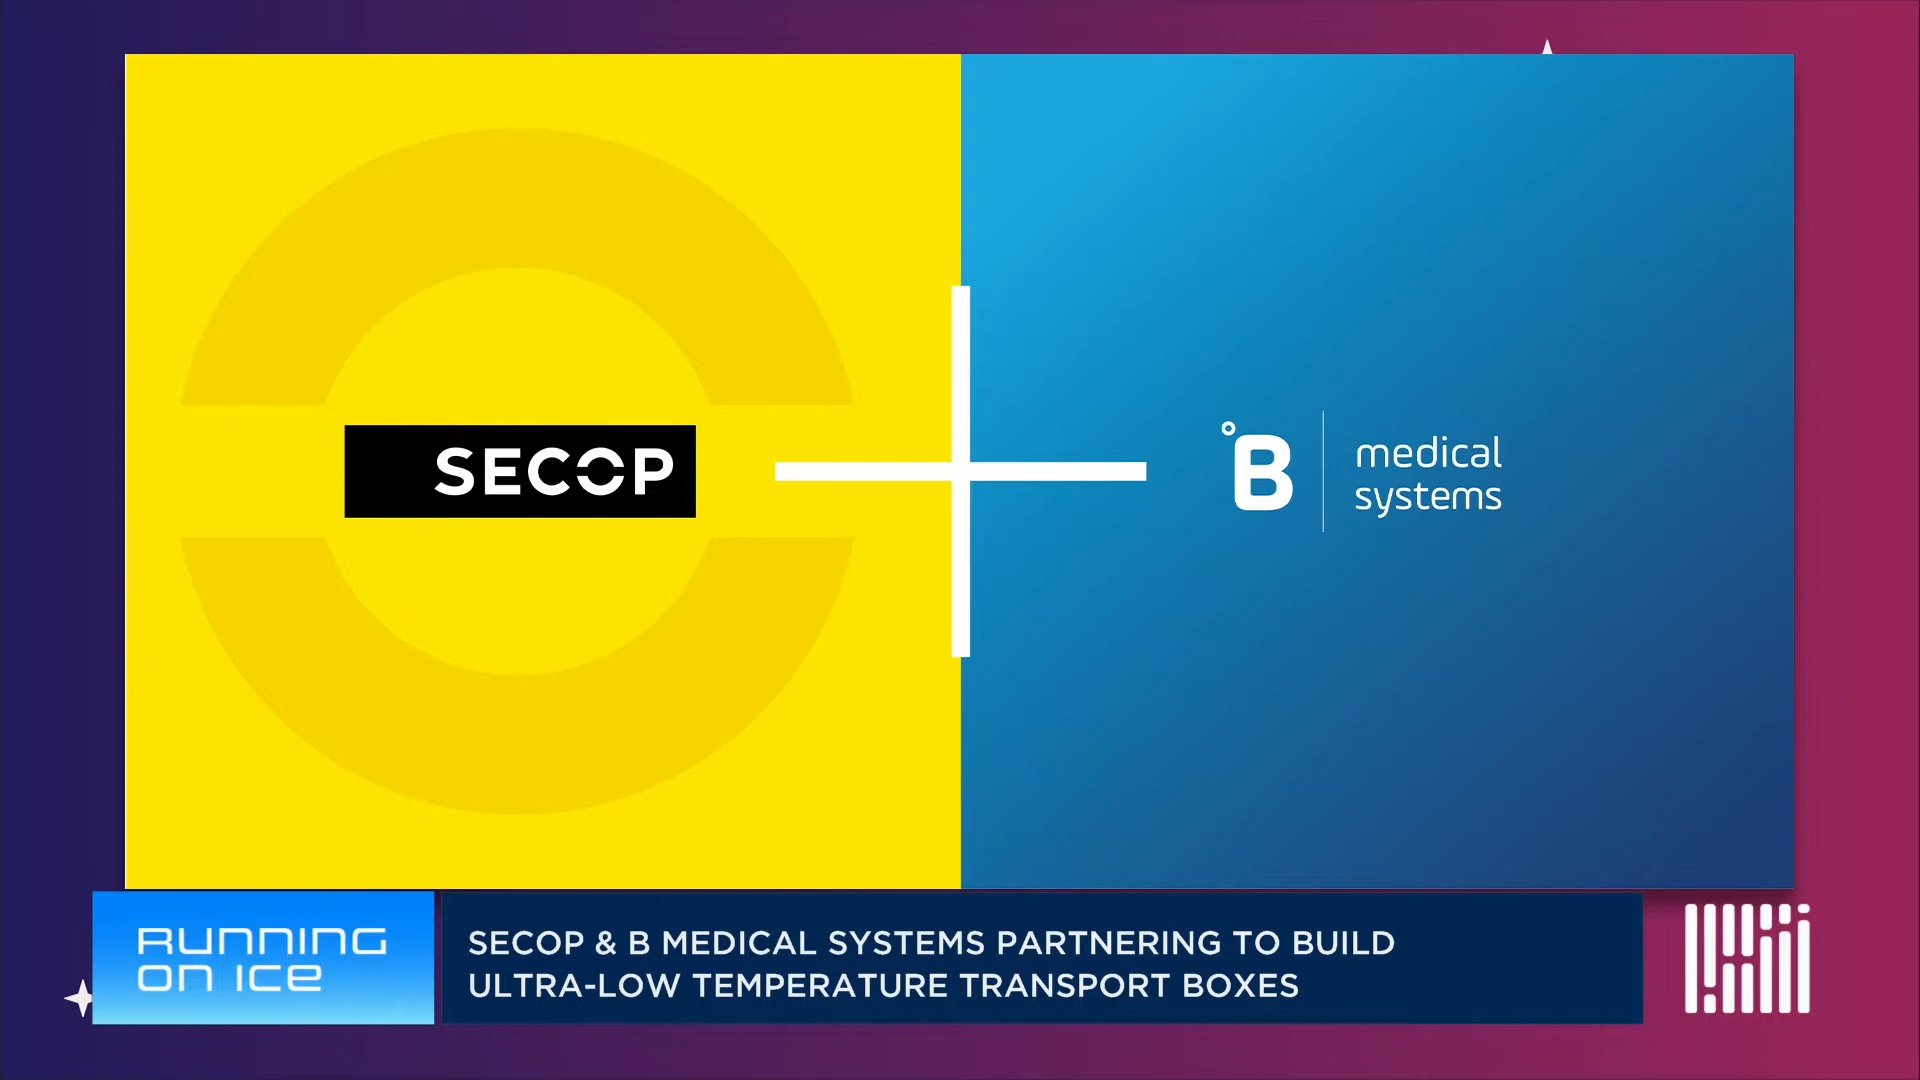 SECOP
°B
medical
systems
RUNNING
ON ICE
SECOP & B MEDICAL SYSTEMS PARTNERING TO BUILD
ULTRA-LOW TEMPERATURE TRANSPORT BOXES